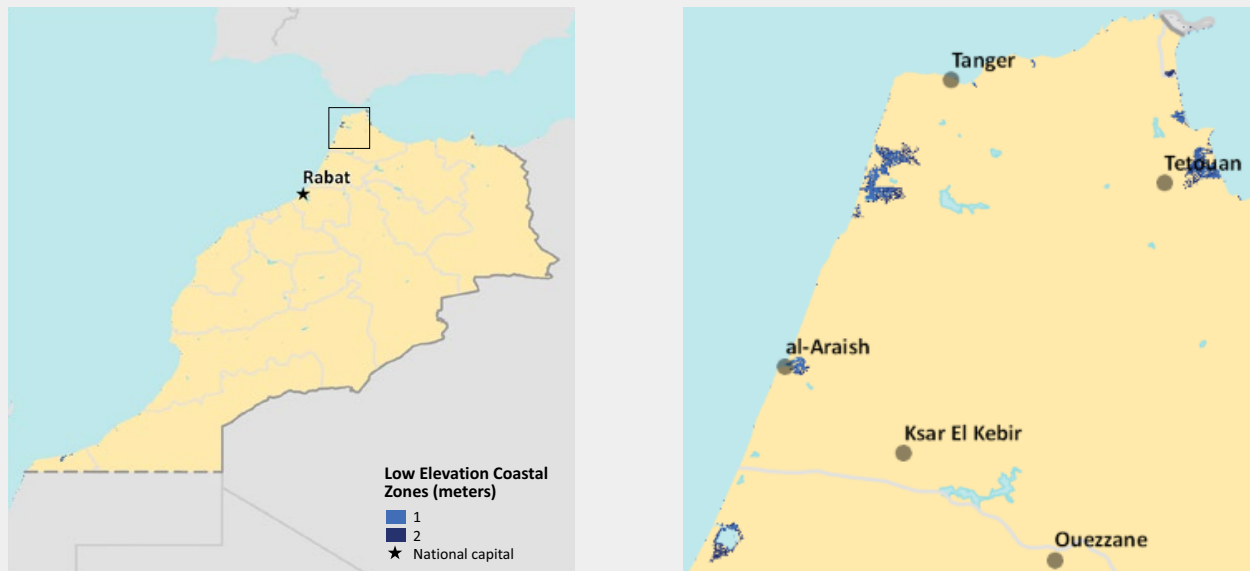 Rabat
Low Elevation Coastal
Zones (meters)
1
2
National capital
Tanger
Tetouan
al-Araish
Ksar El Kebir
Ouezzane